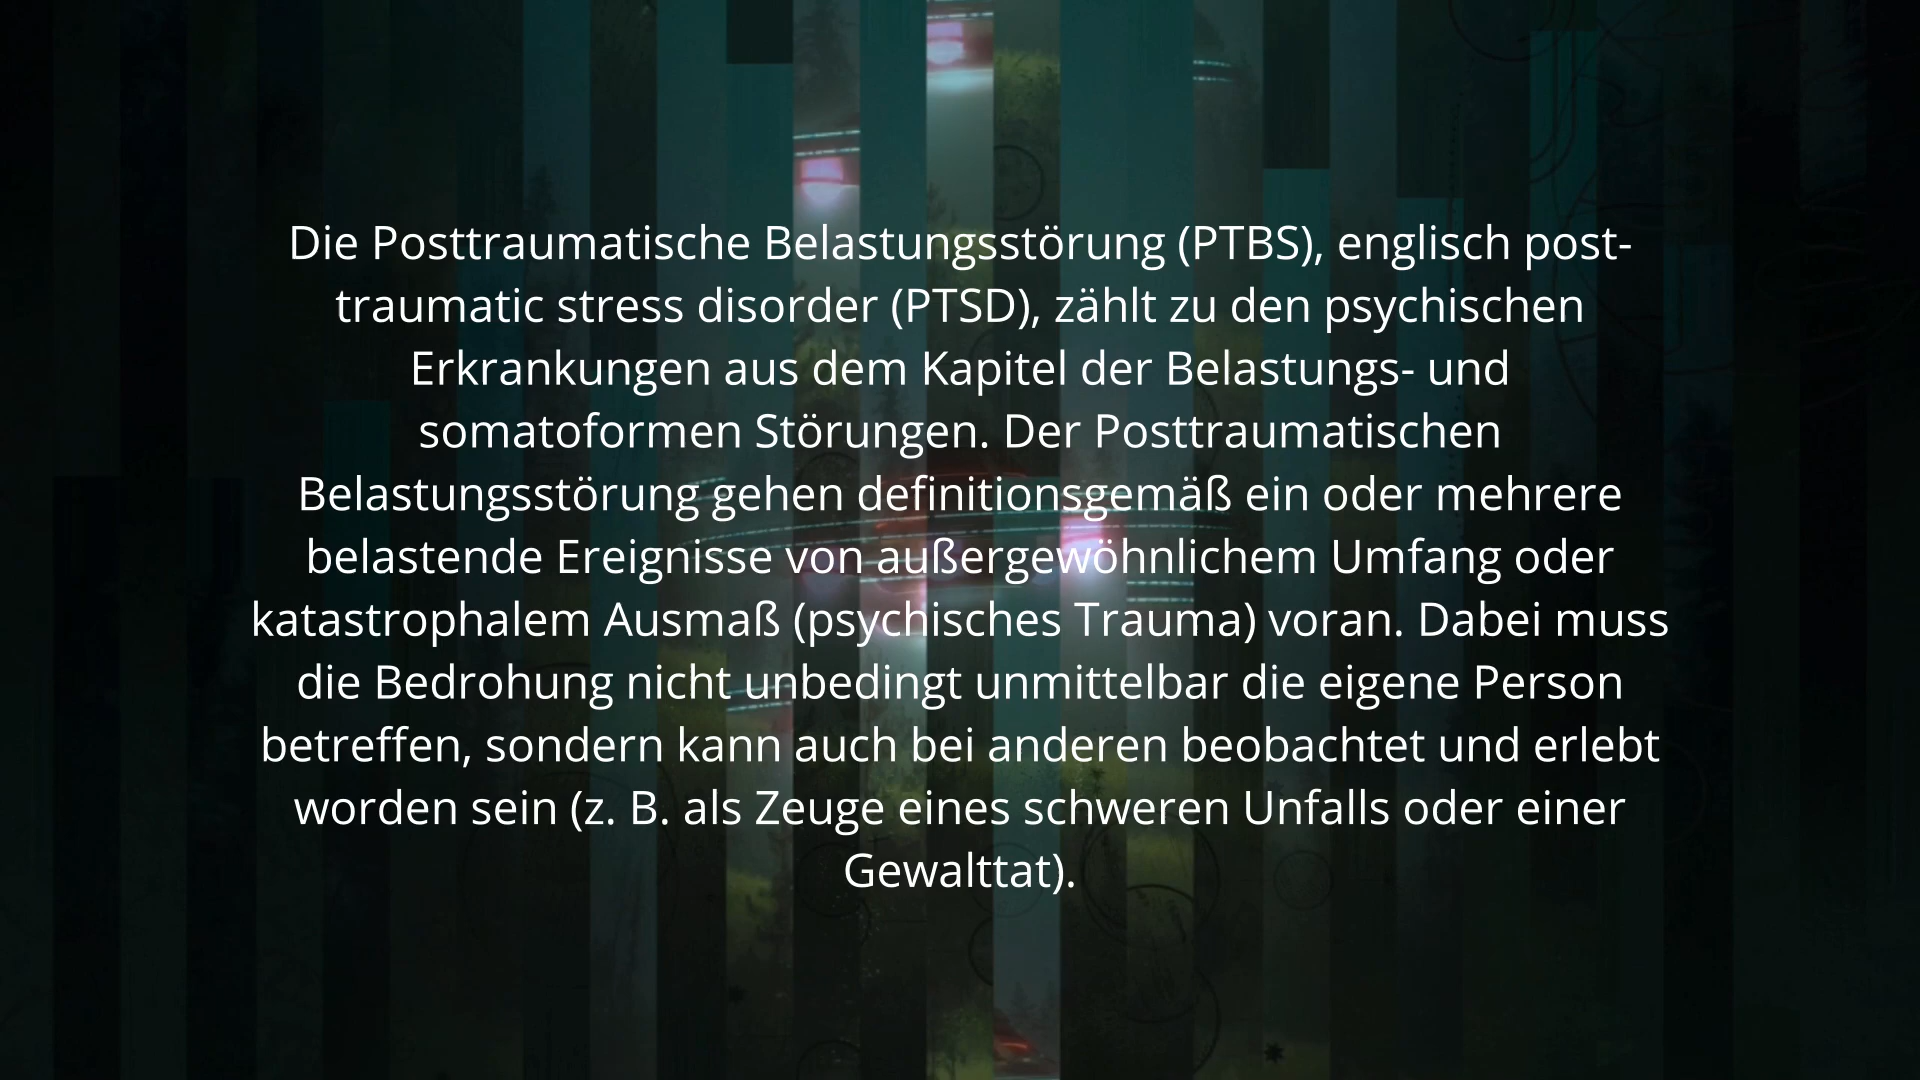 Die Posttraumatische Belastungsstörung (PTBS), englisch post-
traumatic stress disorder (PTSD), zählt zu den psychischen
Erkrankungen aus dem Kapitel der Belastungs- und
somatoformen Störungen. Der Posttraumatischen
Belastungsstörung gehen definitionsgemäß ein oder mehrere
belastende Ereignisse von außergewöhnlichem Umfang oder
katastrophalem Ausmaß (psychisches Trauma) voran. Dabei muss
die Bedrohung nicht unbedingt unmittelbar die eigene Person
betreffen, sondern kann auch bei anderen beobachtet und erlebt
worden sein (z. B. als Zeuge eines schweren Unfalls oder einer
Gewalttat).